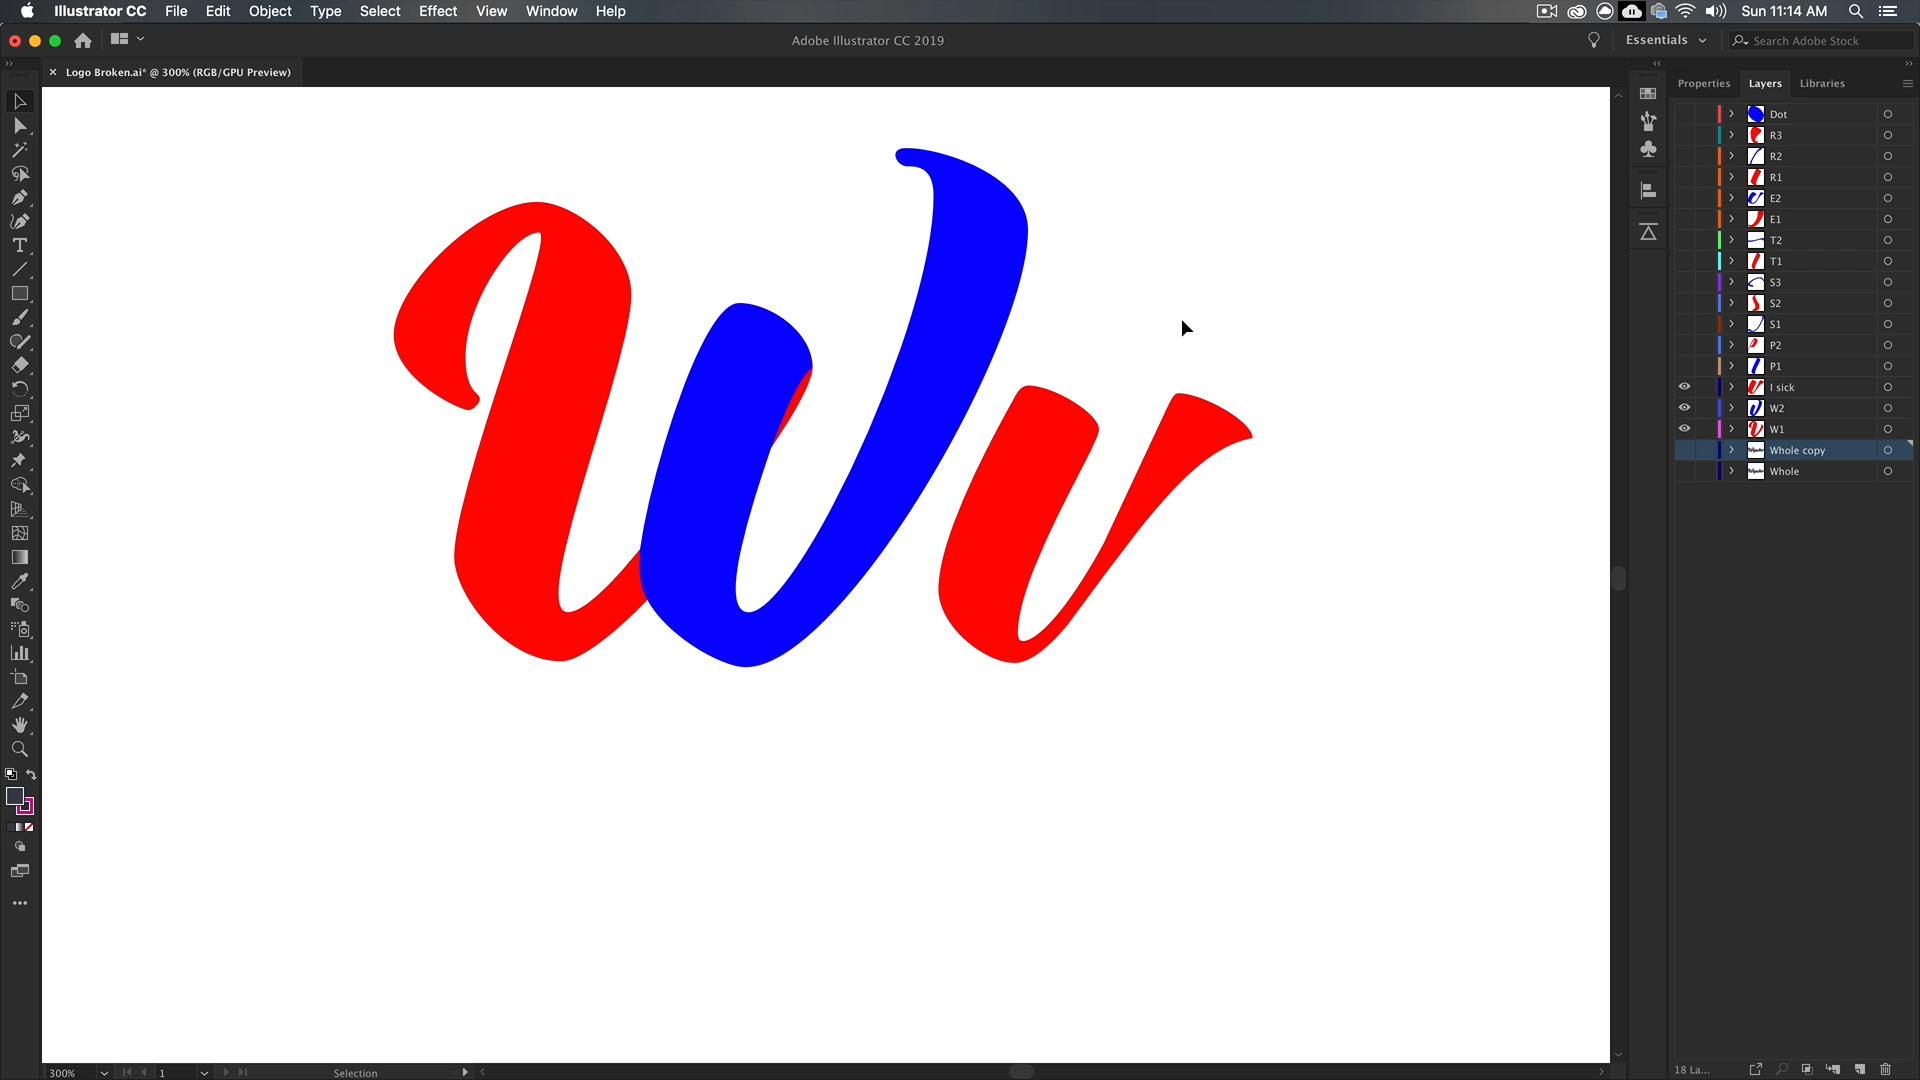 Illustrator CC File Edit Object Type Select Effect View Window Help Sun 11:14 AM
Adobe Illustrator CC 2019 Essentials Search Adobe Stock
Logo Broken.ai* @ 300% (RGB/GPU Preview)
Properties Layers Libraries
Dot
R3
R2
R1
E2
E1
T2
T1
S3
S2
S1
P2
P1
I sick
W2
W1
Whole copy
Whole
300% 1 Selection 18 La...